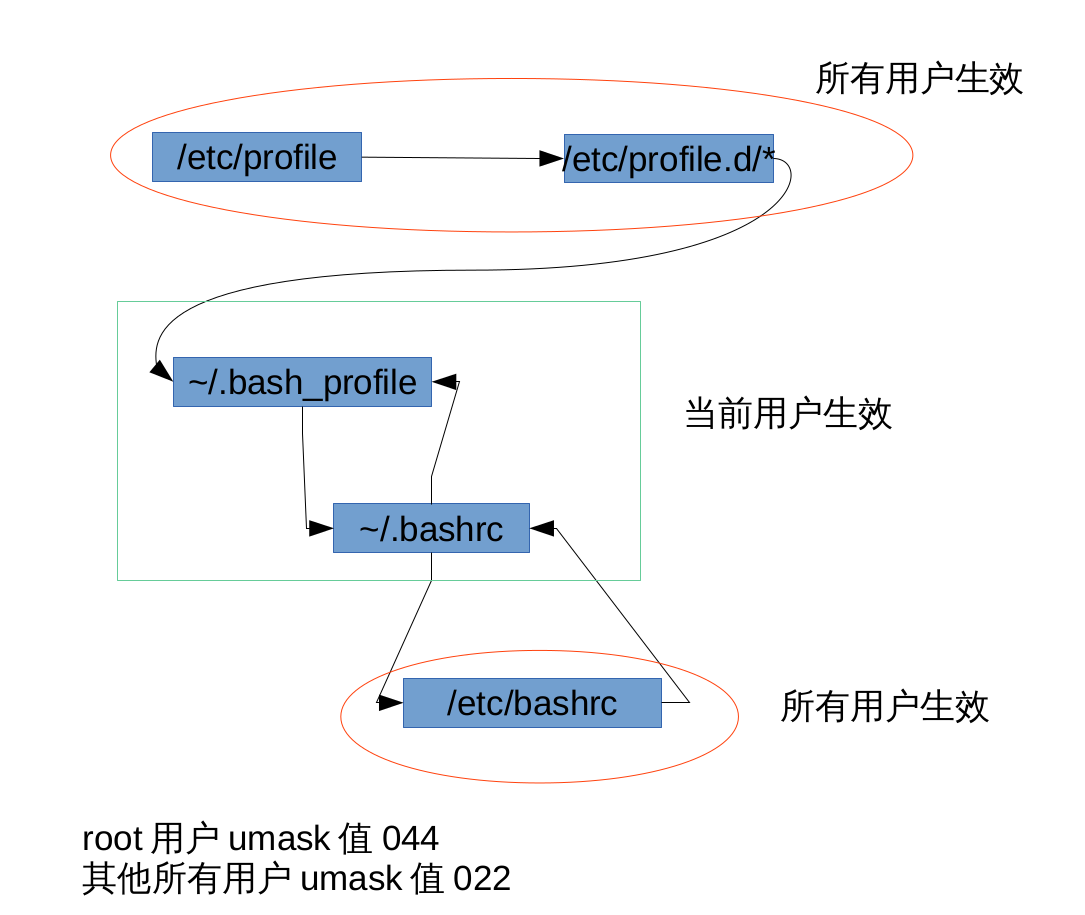 所有用户生效
/etc/profile
/etc/profile.d/*
~/.bash_profile
当前用户生效
~/.bashrc
/etc/bashrc
所有用户生效
root 用户 umask 值 044
其他所有用户 umask 值 022